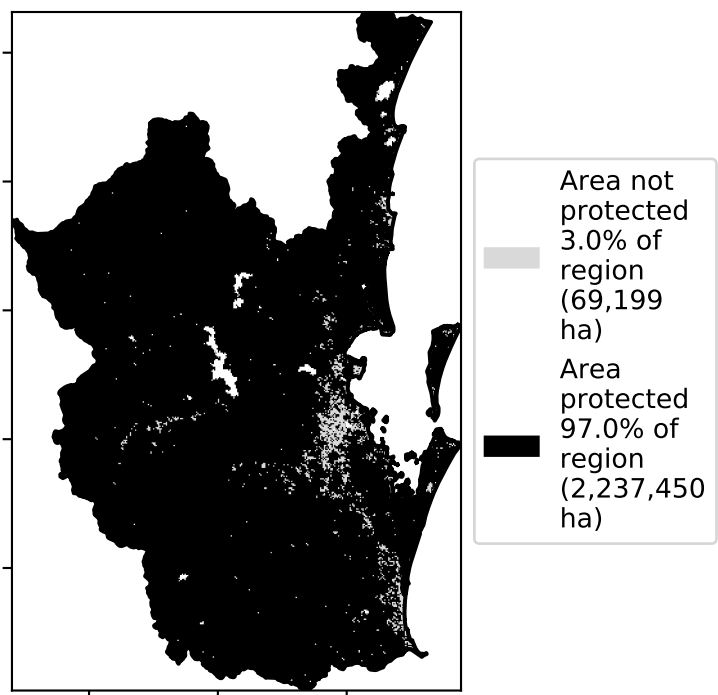 Area not
protected
3.0% of
region
(69,199
ha)
Area
protected
97.0% of
region
(2,237,450
ha)